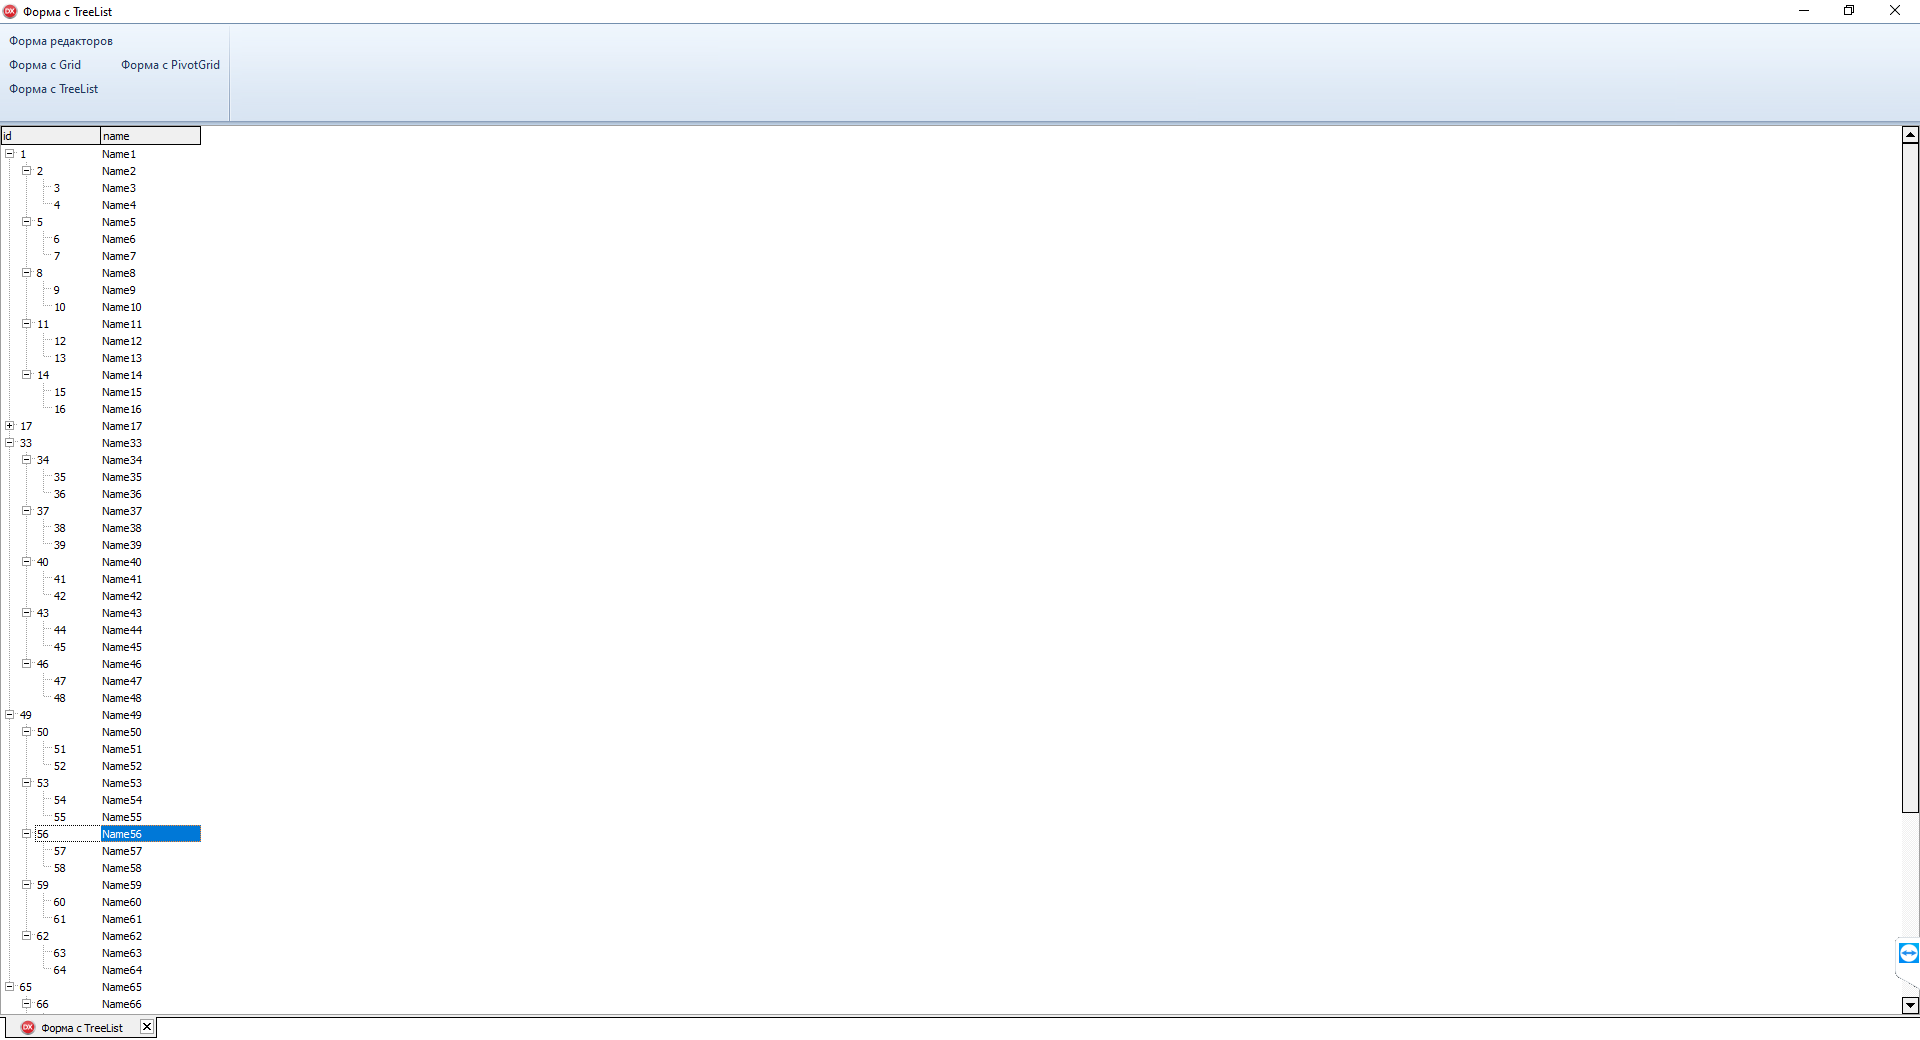 DX Форма с TreeList
Форма редакторов
Форма с Grid Форма с PivotGrid
Форма с TreeList
id name
1 Name1
2 Name2
3 Name3
4 Name4
5 Name5
6 Name6
7 Name7
8 Name8
9 Name9
10 Name10
11 Name11
12 Name12
13 Name13
14 Name14
15 Name15
16 Name16
17 Name17
33 Name33
34 Name34
35 Name35
36 Name36
37 Name37
38 Name38
39 Name39
40 Name40
41 Name41
42 Name42
43 Name43
44 Name44
45 Name45
46 Name46
47 Name47
48 Name48
49 Name49
50 Name50
51 Name51
52 Name52
53 Name53
54 Name54
55 Name55
56 Name56
57 Name57
58 Name58
59 Name59
60 Name60
61 Name61
62 Name62
63 Name63
64 Name64
65 Name65
66 Name66
DX Форма с TreeList